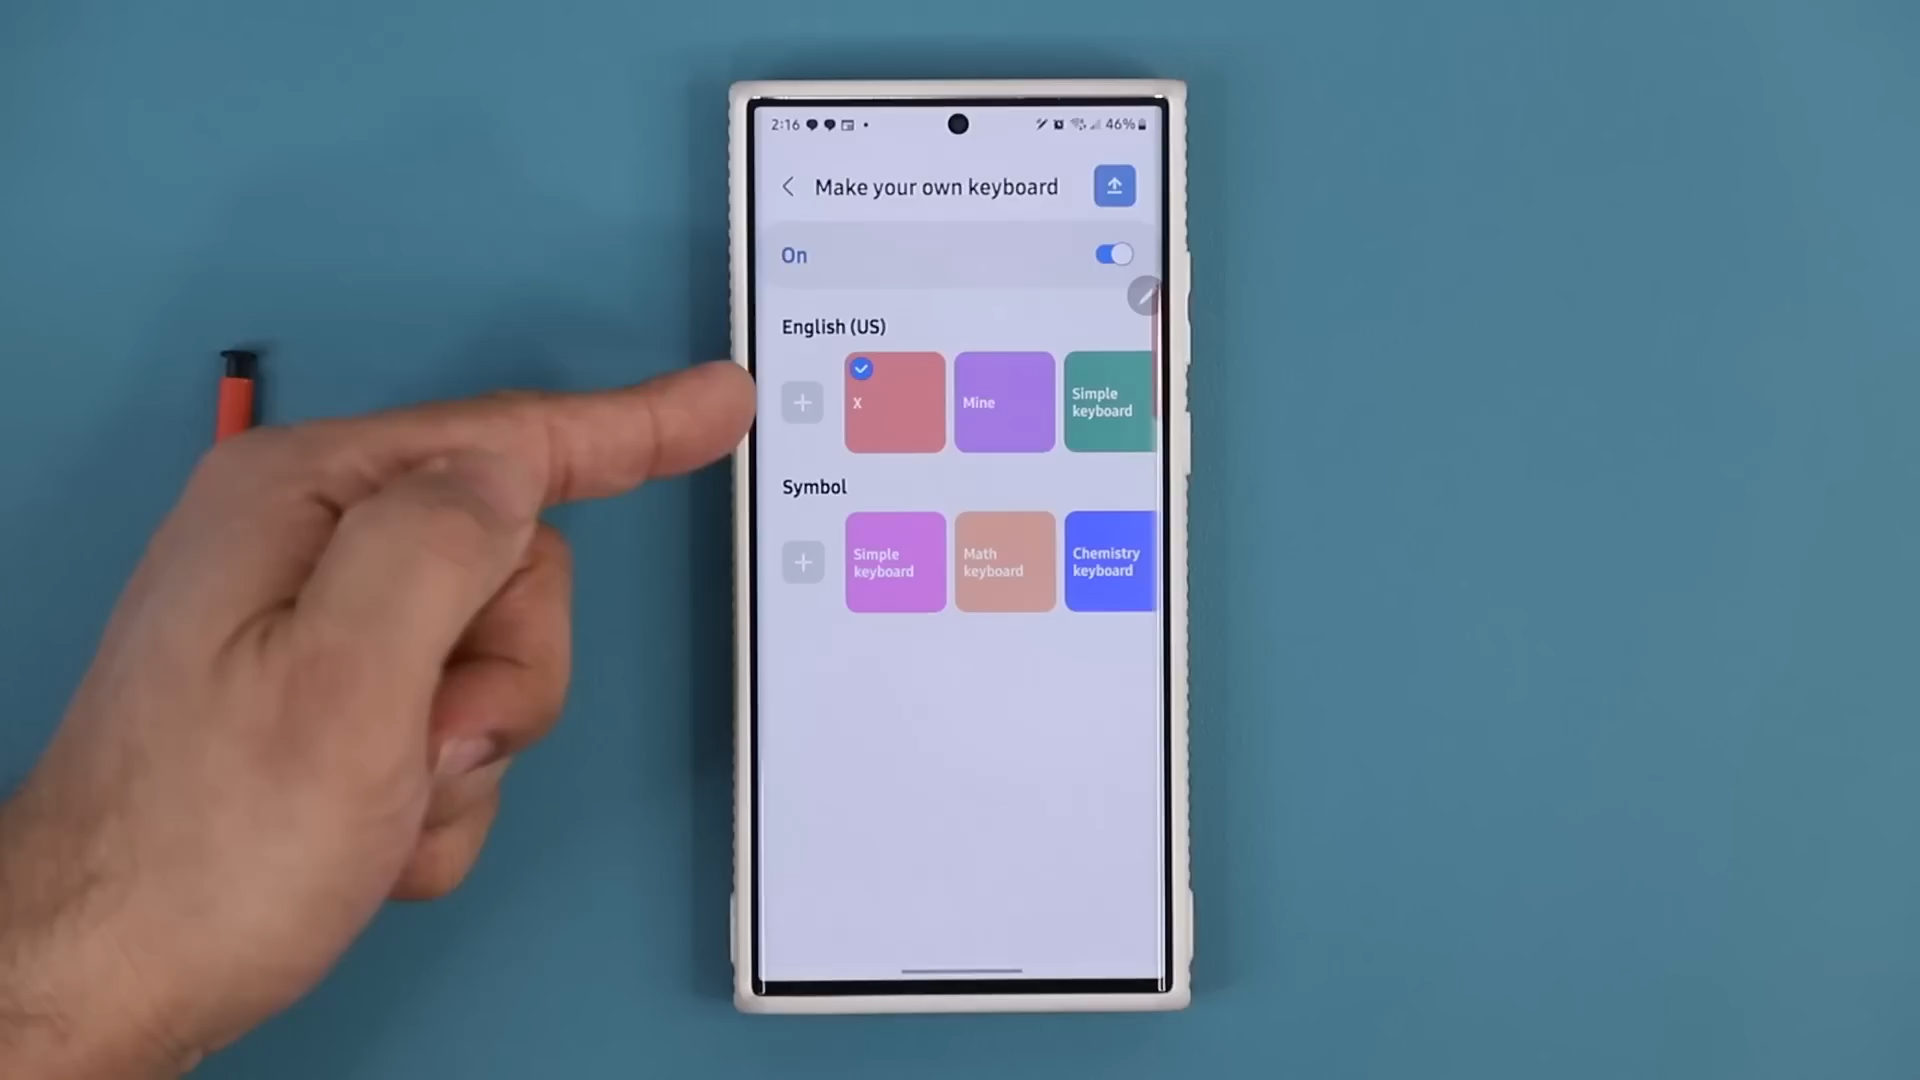 2:16
46%
Make your own keyboard
On
English (US)
X
Mine
Simple
keyboard
Symbol
Simple
keyboard
Math
keyboard
Chemistry
keyboard